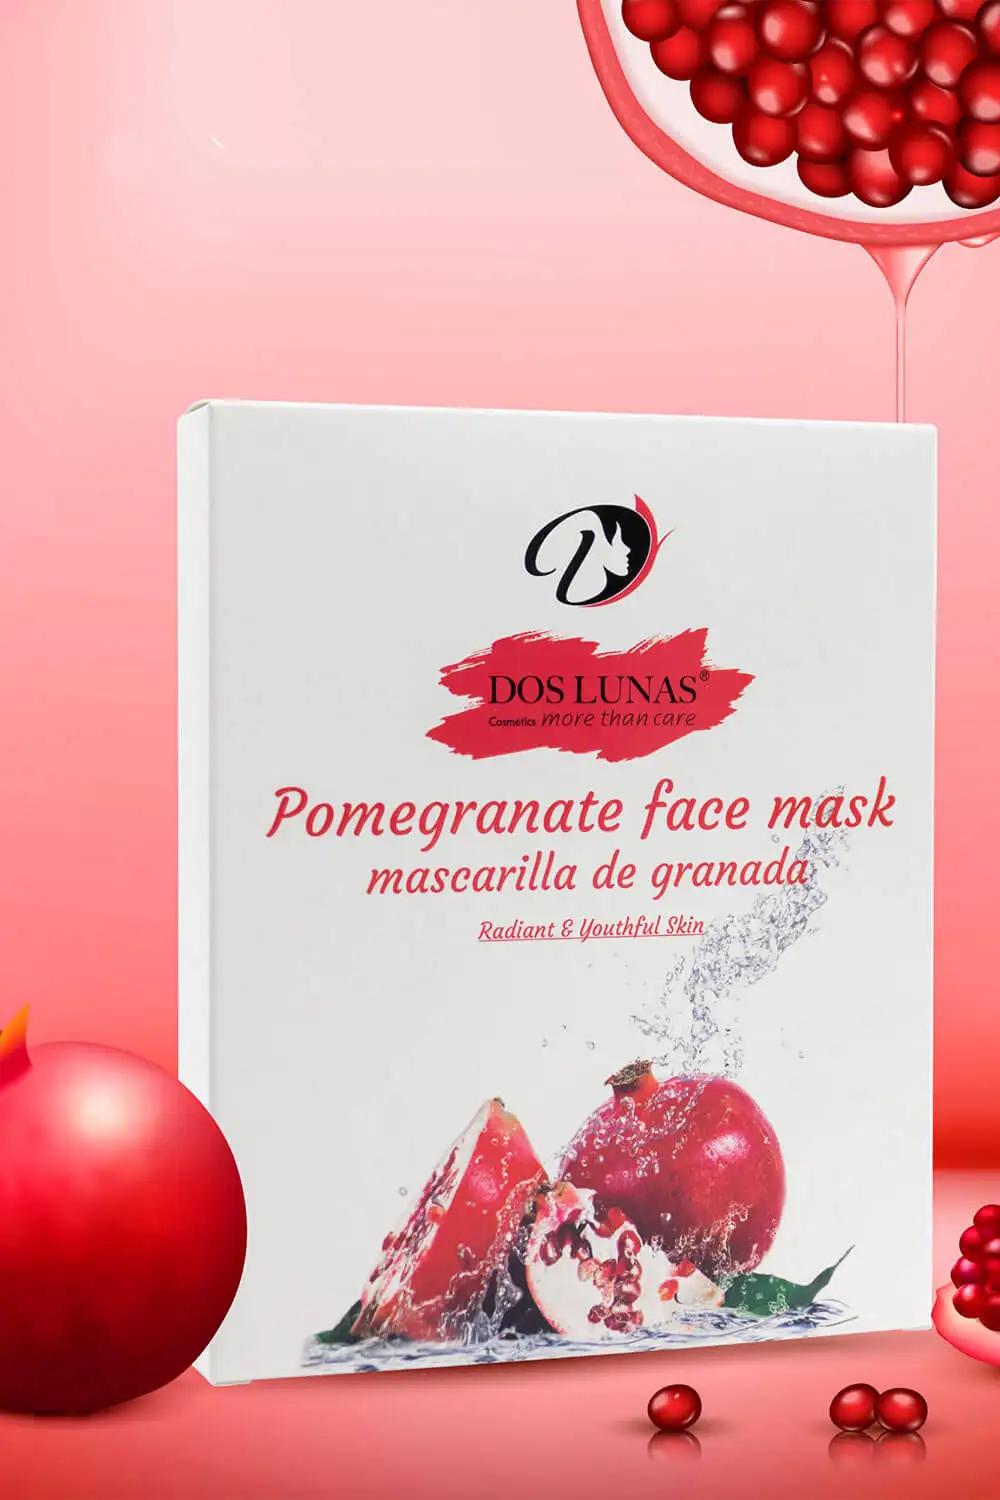 DOS LUNAS®
Cosmetics more than care
Pomegranate face mask
mascarilla de granada
Radiant & Youthful Skin